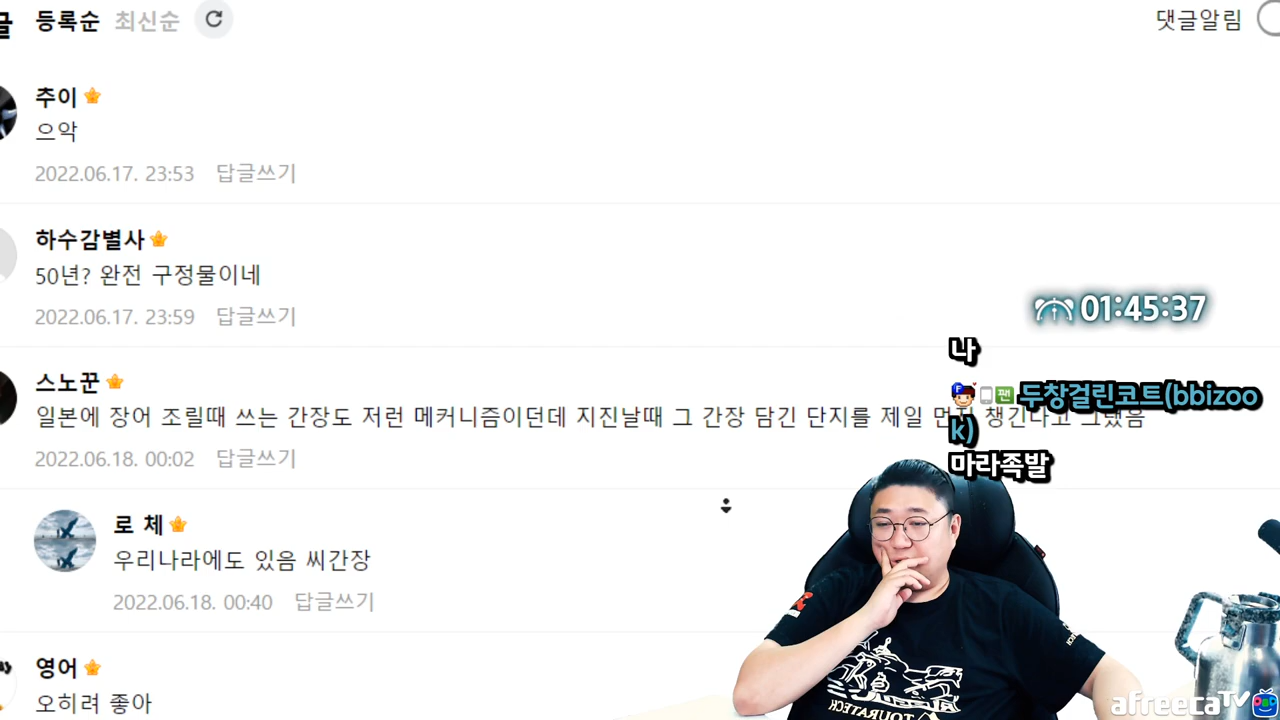 글 등록순 최신순 댓글알림
추이
으악
2022.06.17. 23:53 답글쓰기
하수감별사
50년? 완전 구정물이네
2022.06.17. 23:59 답글쓰기
01:45:37
나
스노꾼
두창걸린코트(bbizoo
k)
일본에 장어 조릴때 쓰는 간장도 저런 메커니즘이던데 지진날때 그 간장 담긴 단지를 제일 먼저 챙긴다고 그랬음
2022.06.18. 00:02 답글쓰기
마라족발
로 체
우리나라에도 있음 씨간장
2022.06.18. 00:40 답글쓰기
영어
오히려 좋아
TOURATECH
afreecaTV